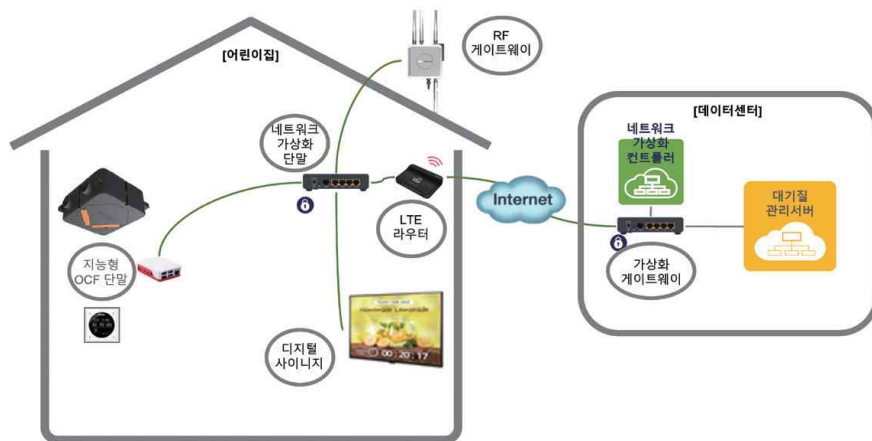 [어린이집]
RF
게이트웨이
네트워크
가상화
단말
LTE
라우터
지능형
OCF 단말
디지털
사이니지
00:20:17
Internet
[데이터센터]
네트워크
가상화
컨트롤러
대기질
관리서버
가상화
게이트웨이